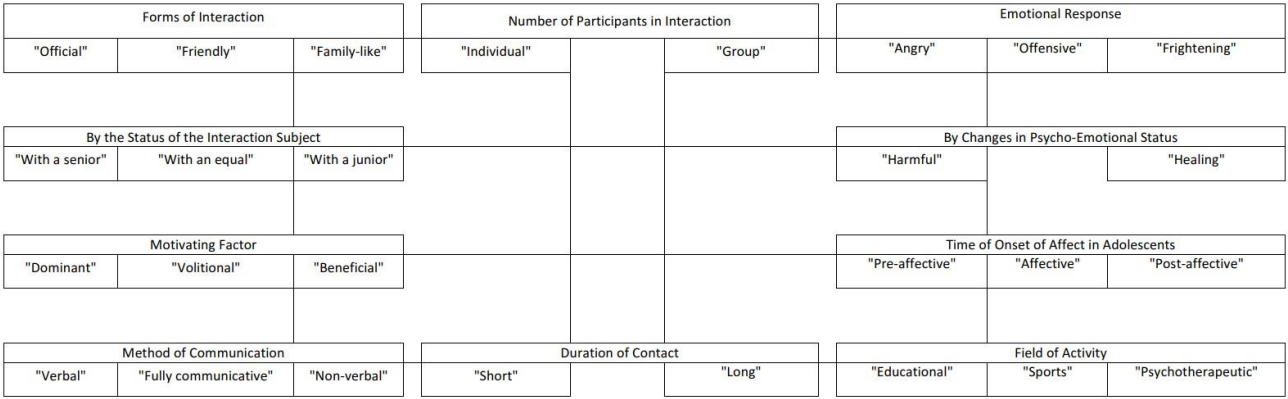 Forms of Interaction
"Official" "Friendly" "Family-like"
Number of Participants in Interaction
"Individual" "Group"
Emotional Response
"Angry" "Offensive" "Frightening"
By the Status of the Interaction Subject
"With a senior" "With an equal" "With a junior"
By Changes in Psycho-Emotional Status
"Harmful" "Healing"
Motivating Factor
"Dominant" "Volitional" "Beneficial"
Time of Onset of Affect in Adolescents
"Pre-affective" "Affective" "Post-affective"
Method of Communication
"Verbal" "Fully communicative" "Non-verbal"
Duration of Contact
"Short" "Long"
Field of Activity
"Educational" "Sports" "Psychotherapeutic"